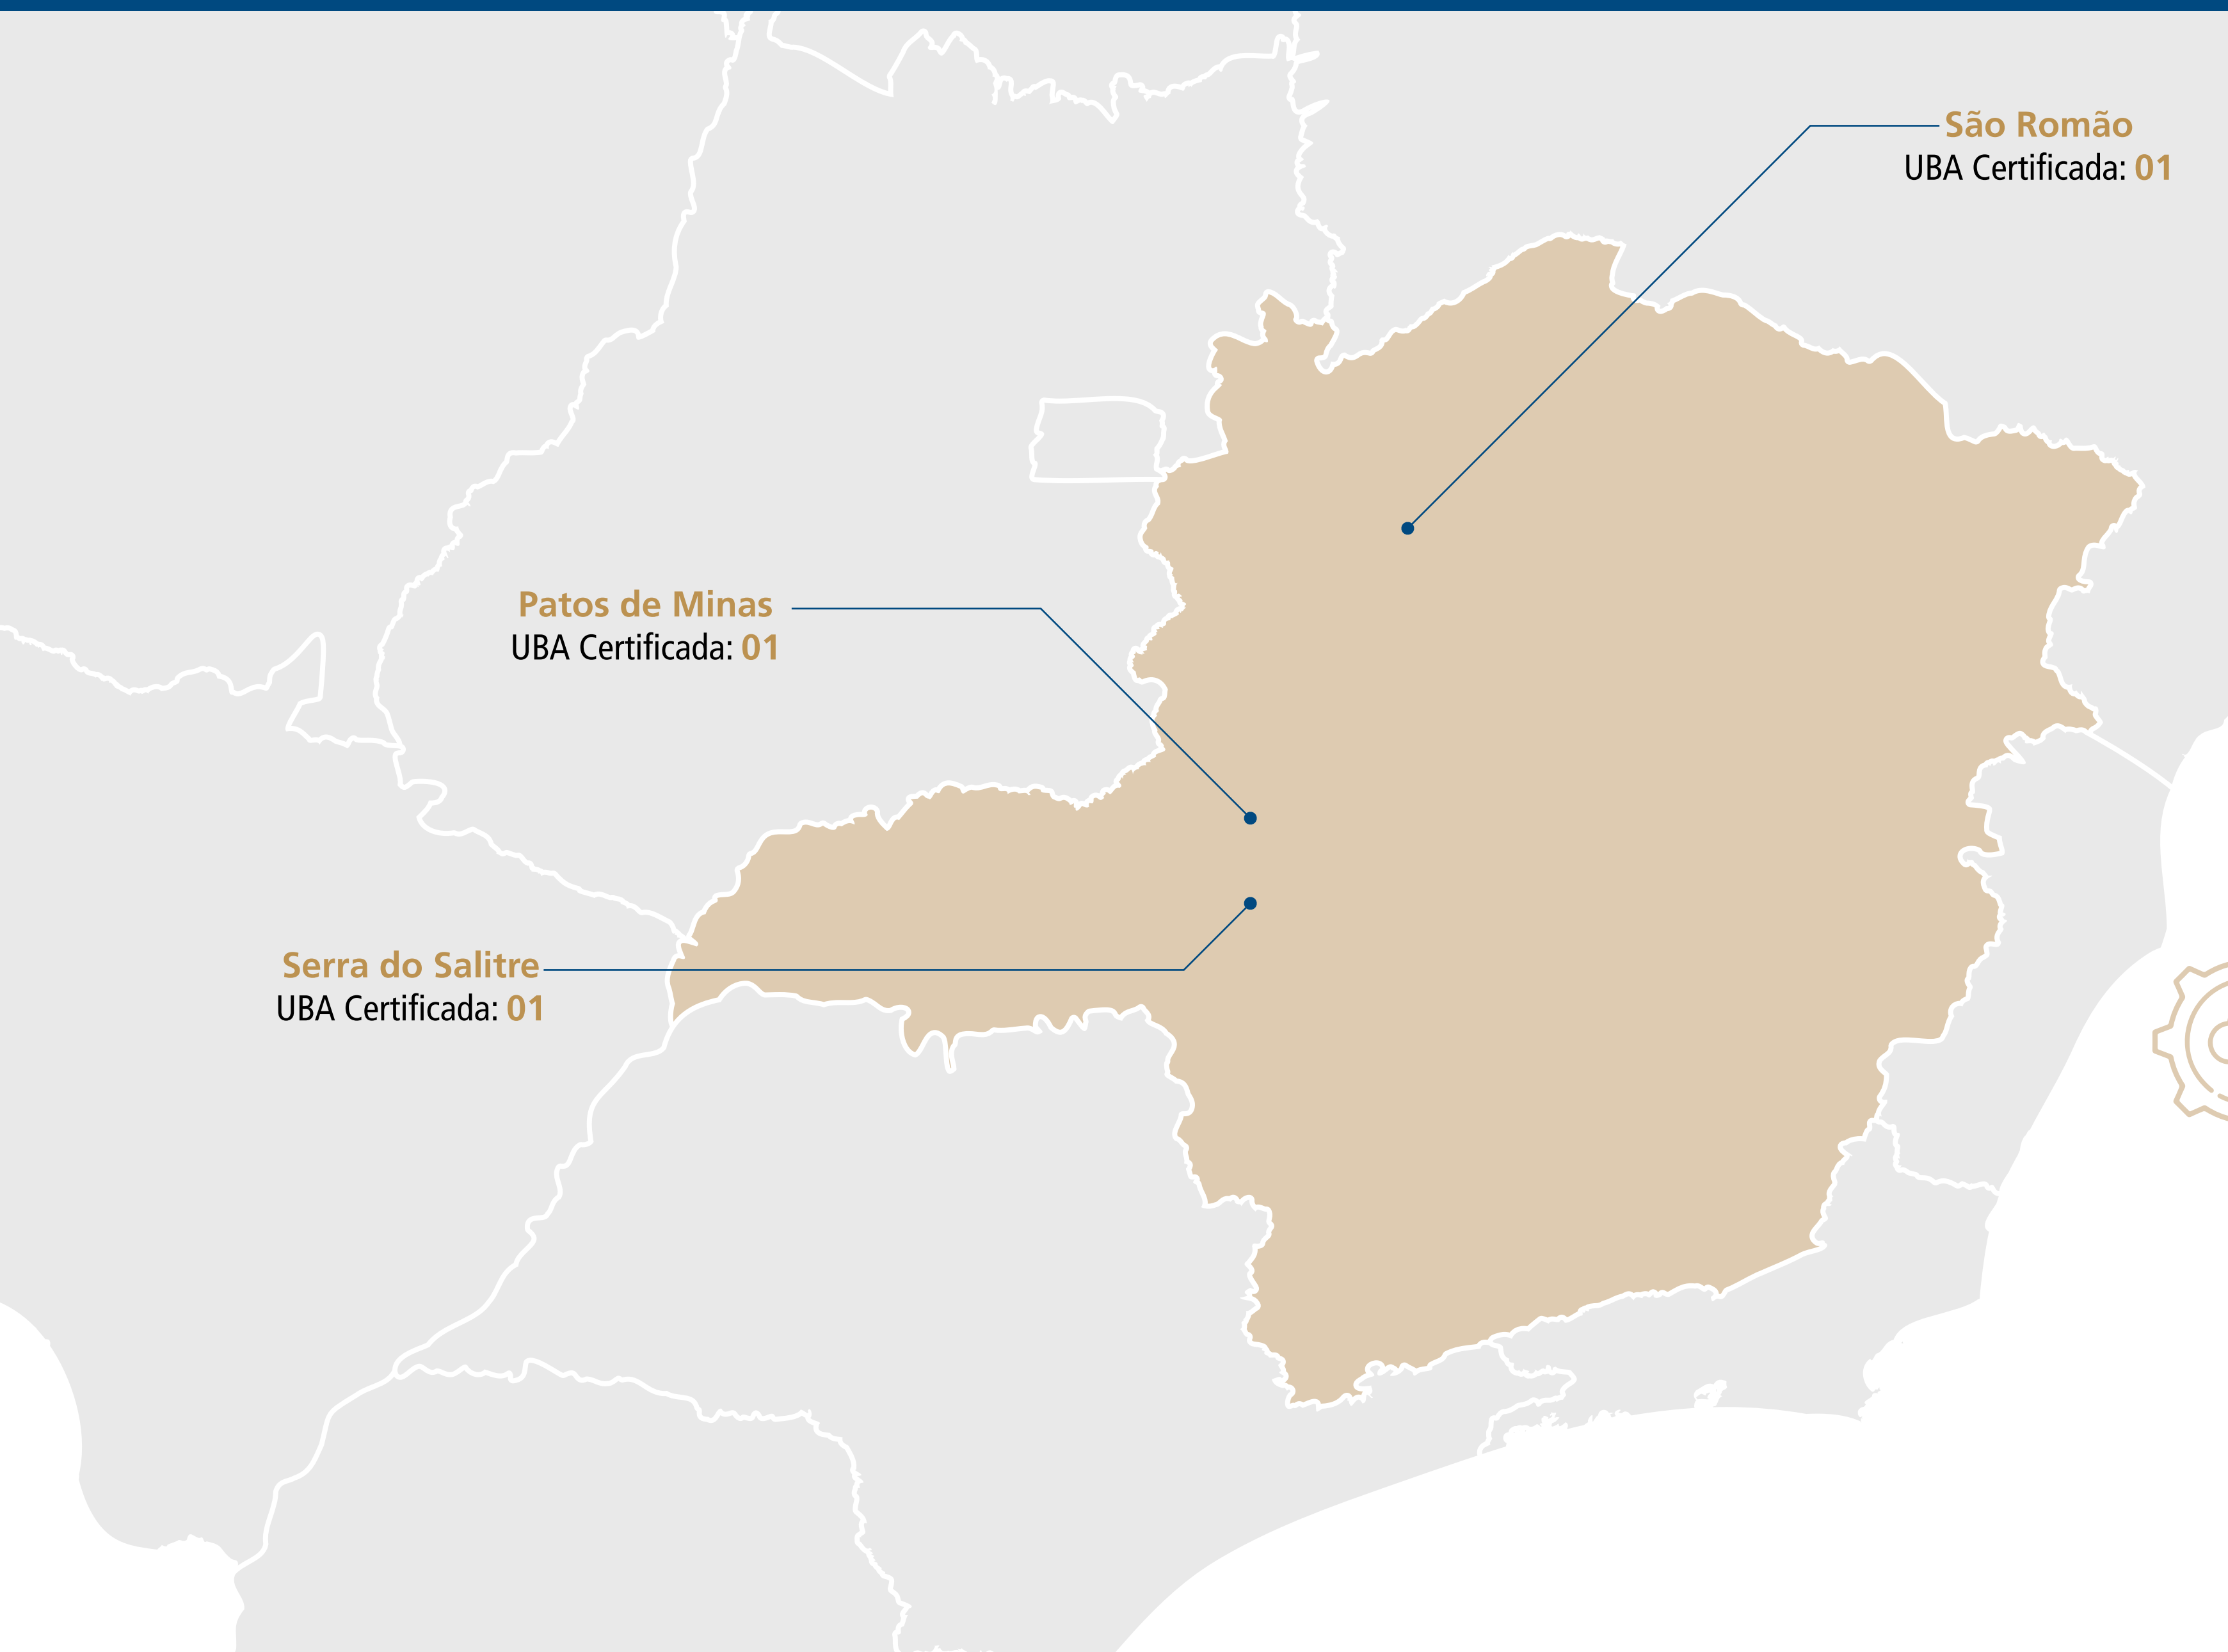 São Romão
UBA Certificada: 01
Patos de Minas
UBA Certificada: 01
Serra do Salitre
UBA Certificada: 01